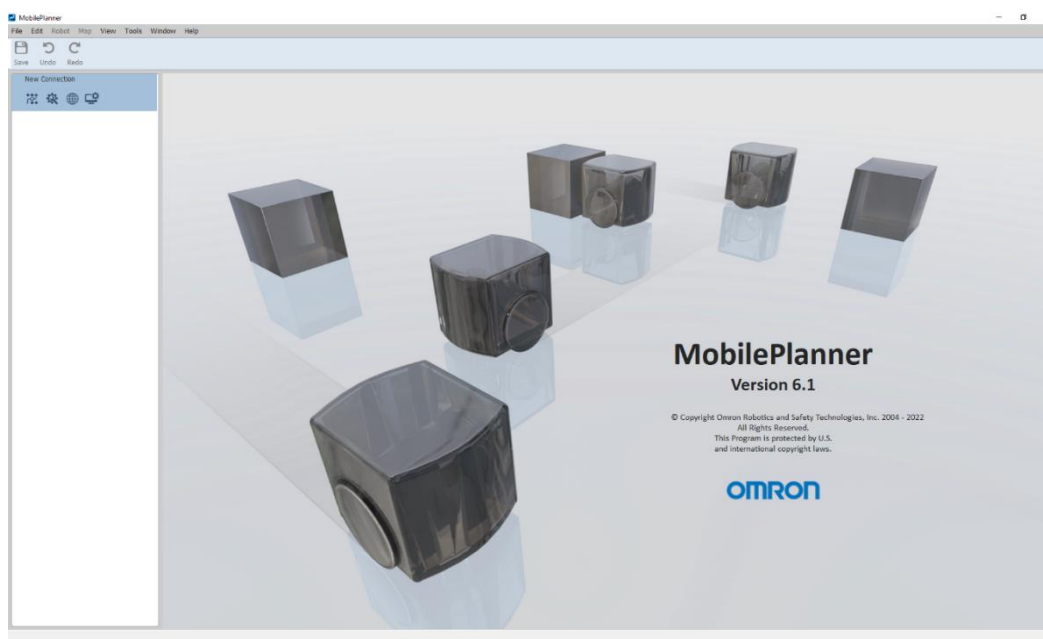 MobilePlanner
File Edit Robot Map View Tools Window Help
Save Undo Redo
New Connection
MobilePlanner
Version 6.1
© Copyright Omron Robotics and Safety Technologies, Inc. 2004 - 2022
All Rights Reserved.
This Program is protected by U.S.
and international copyright laws.
OMRON